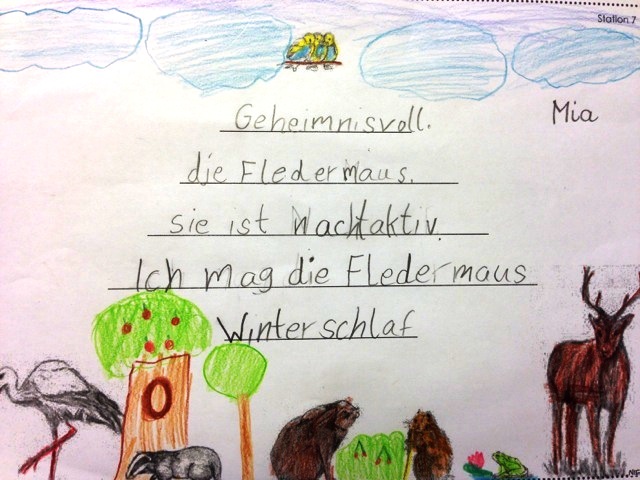 Station 7
Mia
Geheimnisvoll.
die Fledermaus.
sie ist Nachtaktiv.
Ich mag die Fledermaus
Winterschlaf